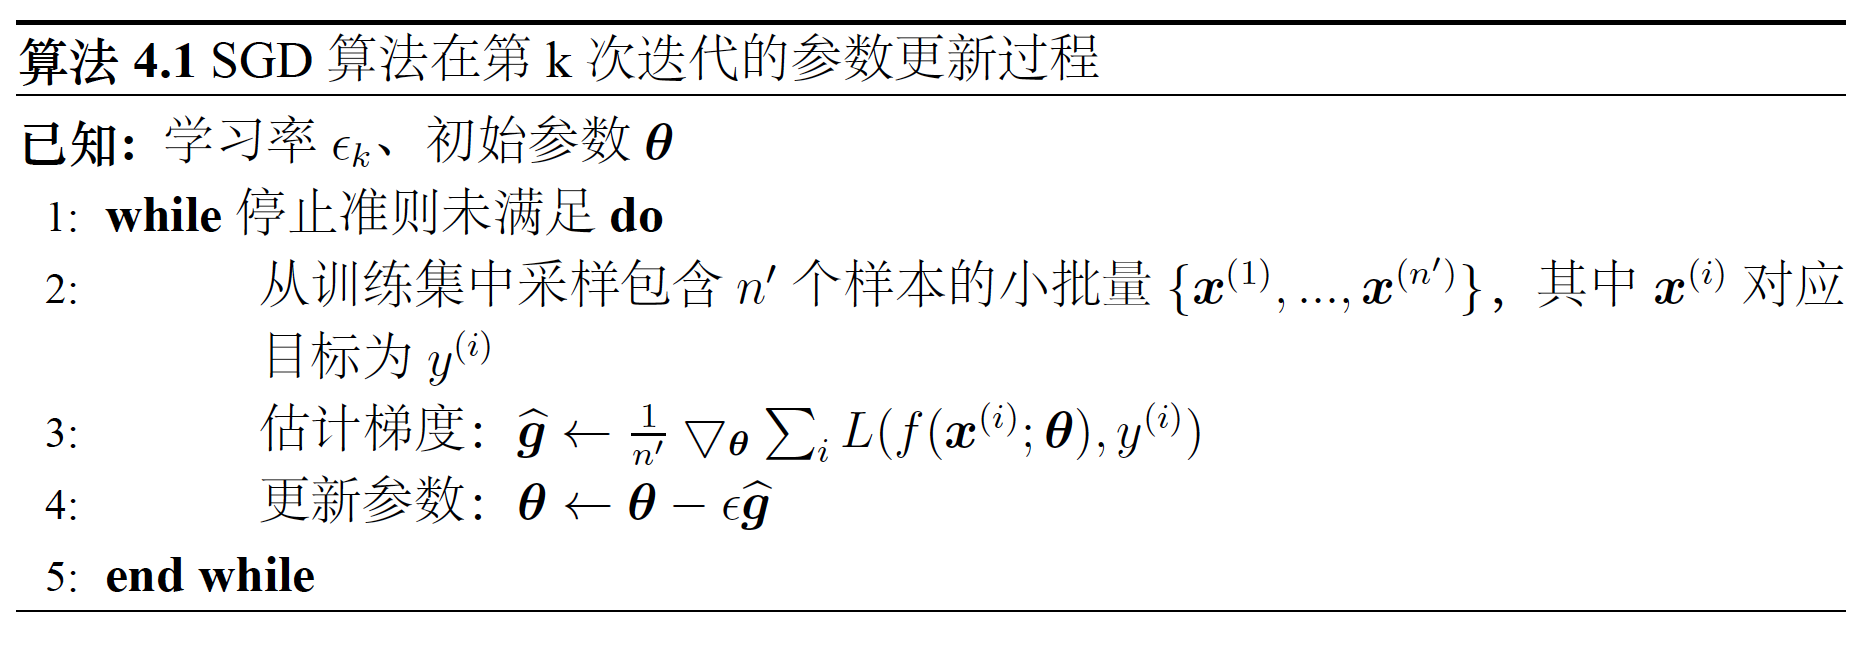 算法 4.1 SGD 算法在第 k 次迭代的参数更新过程
已知：学习率 ϵₖ、初始参数 θ
1: while 停止准则未满足 do
2: 从训练集中采样包含 n′ 个样本的小批量 {x⁽¹⁾, ..., x⁽ⁿ′⁾}，其中 x⁽ⁱ⁾ 对应
目标为 y⁽ⁱ⁾
3: 估计梯度：ĝ ← 1/n′ ▽_θ ∑ᵢ L(f(x⁽ⁱ⁾; θ), y⁽ⁱ⁾)
4: 更新参数：θ ← θ − ϵĝ
5: end while